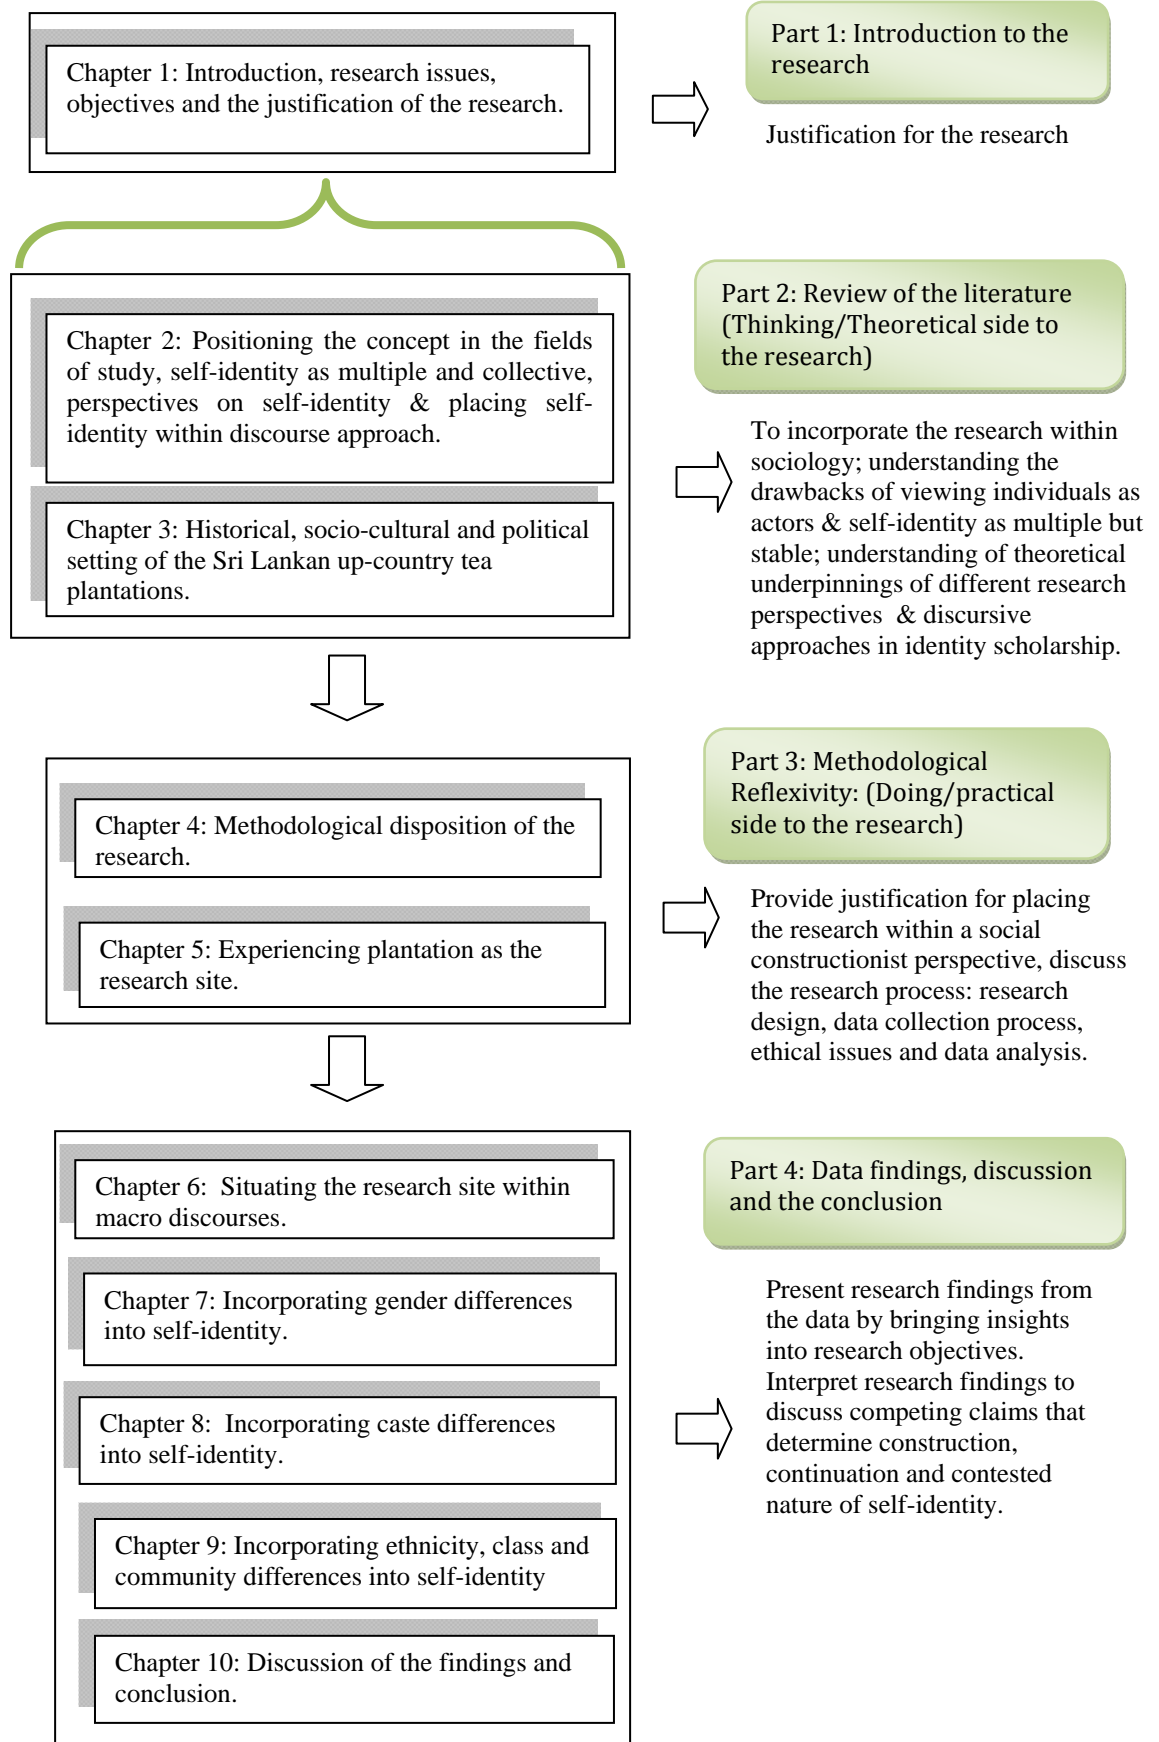 Chapter 1: Introduction, research issues,
objectives and the justification of the research.
Part 1: Introduction to the
research
Justification for the research
Chapter 2: Positioning the concept in the fields
of study, self-identity as multiple and collective,
perspectives on self-identity & placing self-
identity within discourse approach.
Chapter 3: Historical, socio-cultural and political
setting of the Sri Lankan up-country tea
plantations.
Part 2: Review of the literature
(Thinking/Theoretical side to
the research)
To incorporate the research within
sociology; understanding the
drawbacks of viewing individuals as
actors & self-identity as multiple but
stable; understanding of theoretical
underpinnings of different research
perspectives & discursive
approaches in identity scholarship.
Chapter 4: Methodological disposition of the
research.
Chapter 5: Experiencing plantation as the
research site.
Part 3: Methodological
Reflexivity: (Doing/practical
side to the research)
Provide justification for placing
the research within a social
constructionist perspective, discuss
the research process: research
design, data collection process,
ethical issues and data analysis.
Chapter 6: Situating the research site within
macro discourses.
Chapter 7: Incorporating gender differences
into self-identity.
Chapter 8: Incorporating caste differences
into self-identity.
Chapter 9: Incorporating ethnicity, class and
community differences into self-identity
Chapter 10: Discussion of the findings and
conclusion.
Part 4: Data findings, discussion
and the conclusion
Present research findings from
the data by bringing insights
into research objectives.
Interpret research findings to
discuss competing claims that
determine construction,
continuation and contested
nature of self-identity.